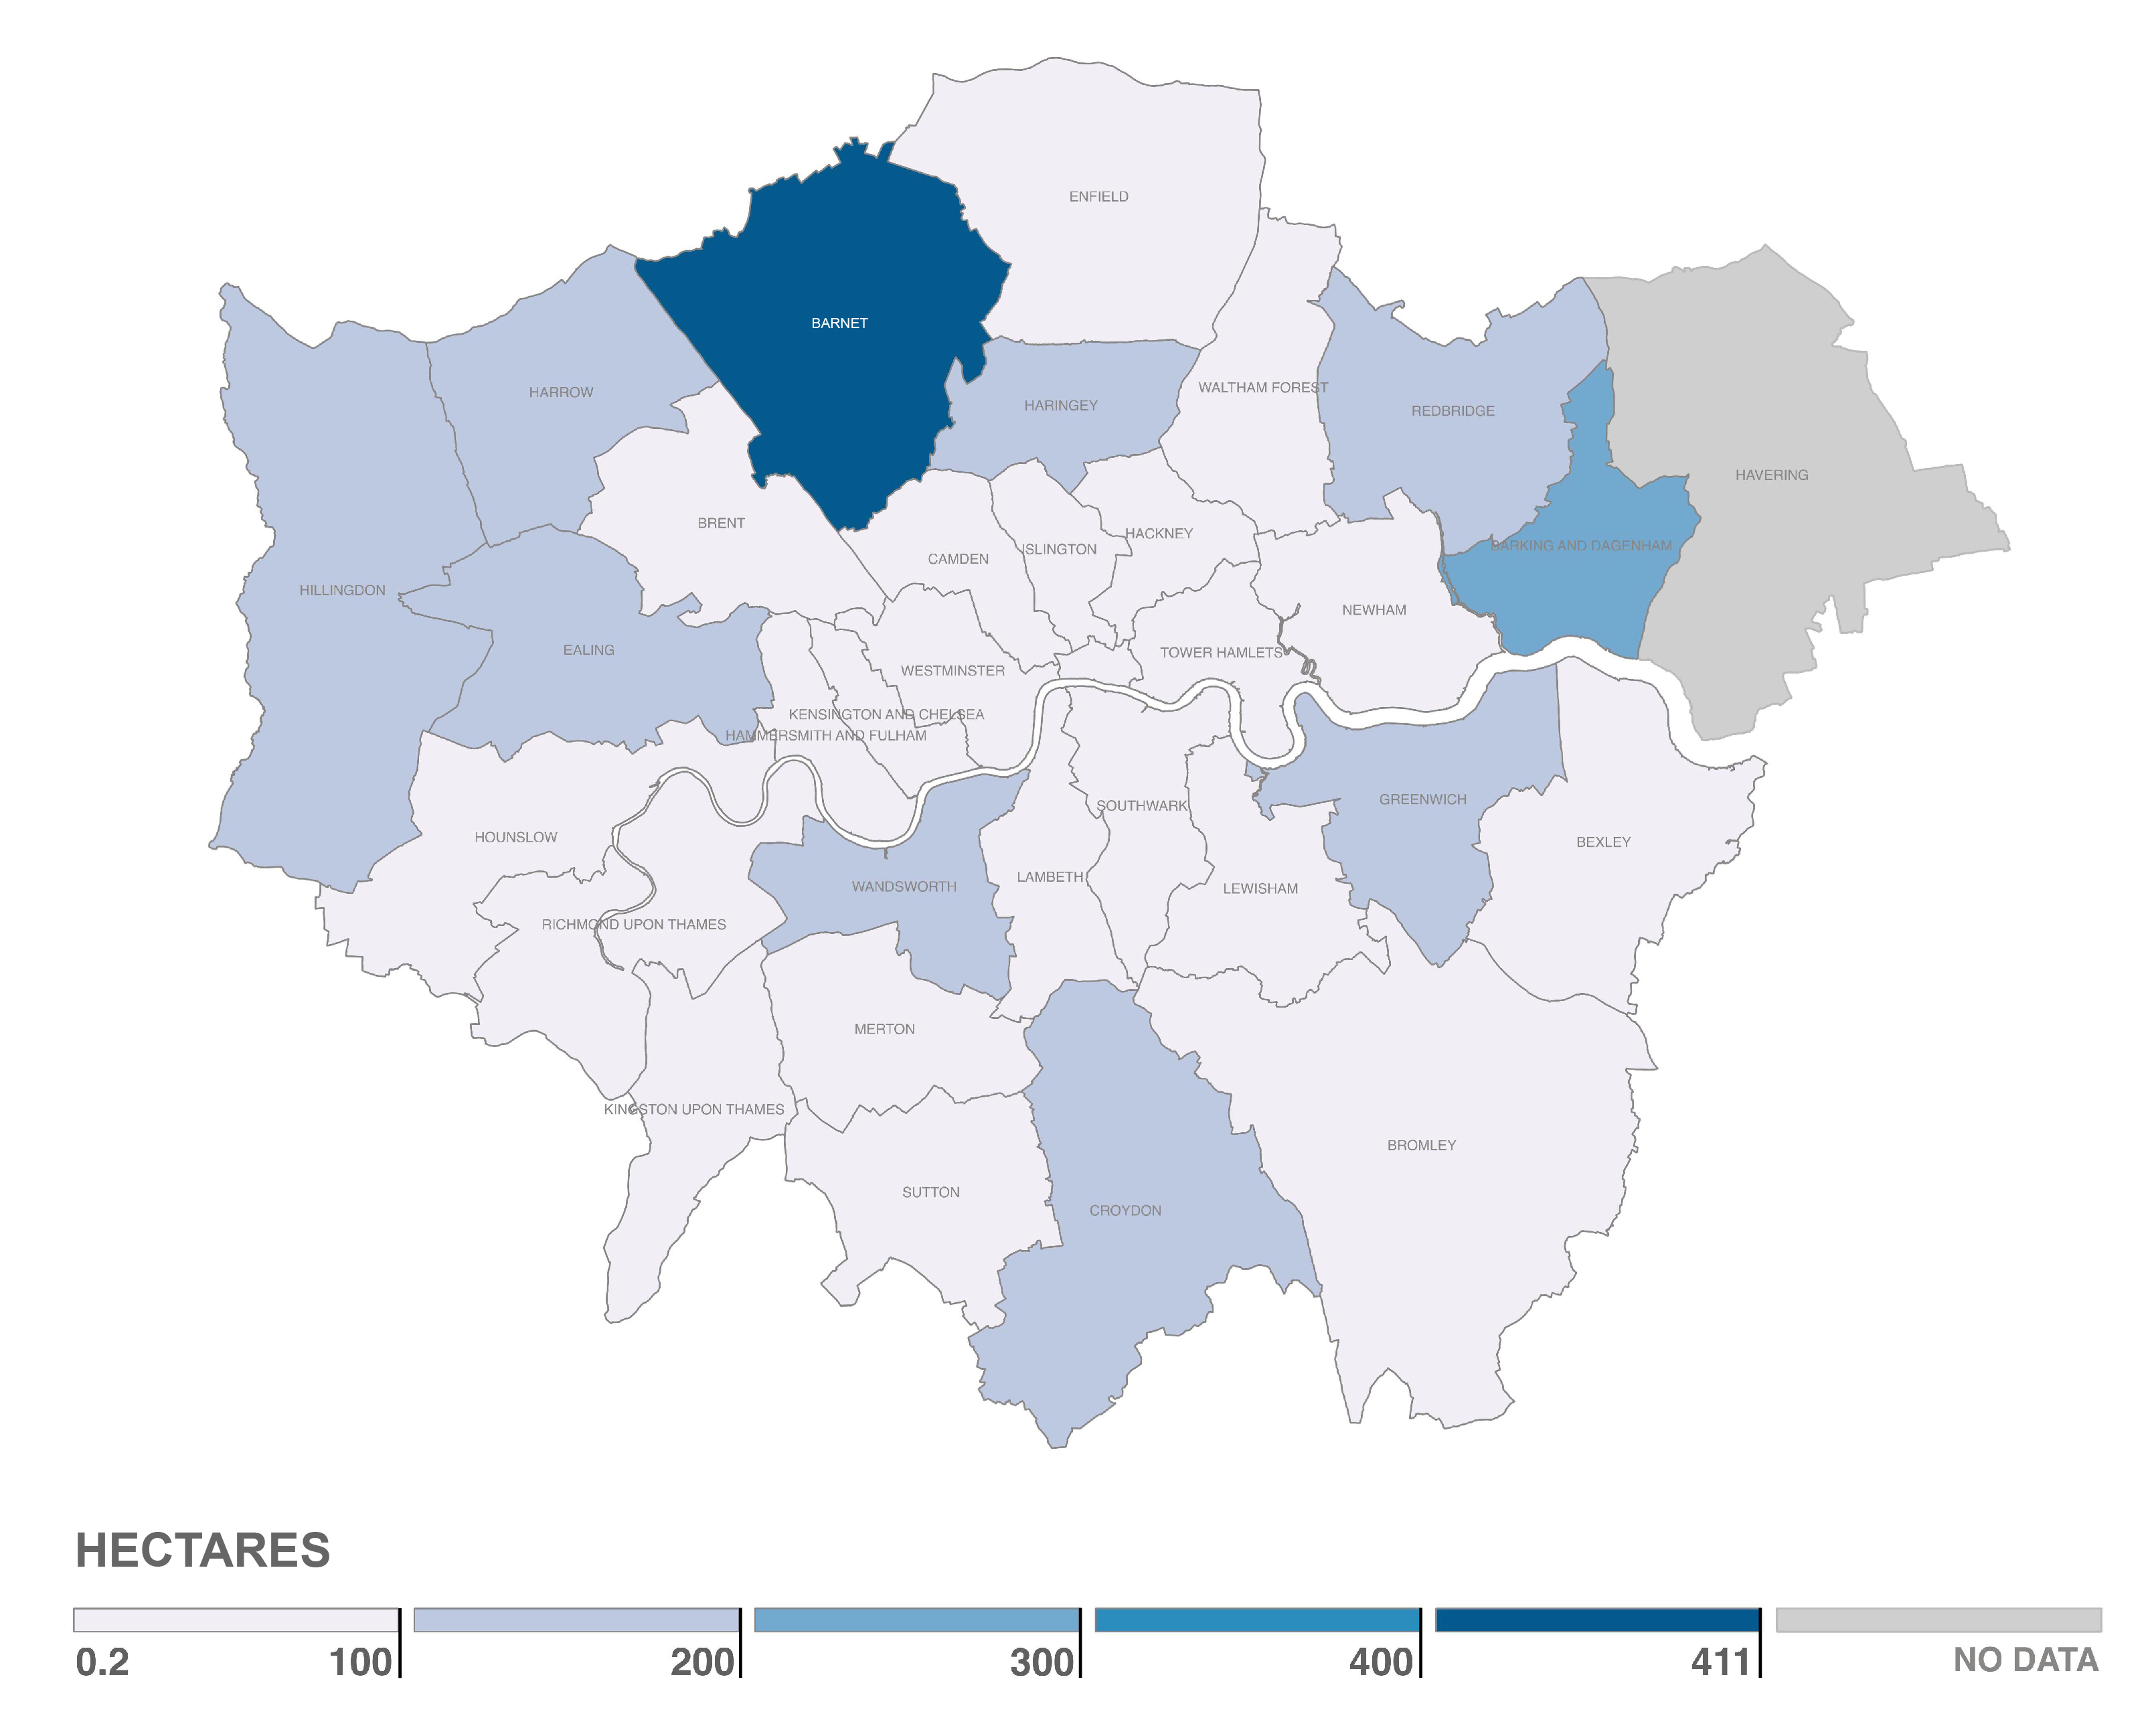 ENFIELD
BARNET
WALTHAM FOREST
HARROW
HARINGEY
REDBRIDGE
HAVERING
BRENT
HACKNEY
BARKING AND DAGENHAM
ISLINGTON
CAMDEN
HILLINGDON
NEWHAM
EALING
TOWER HAMLETS
WESTMINSTER
KENSINGTON AND CHELSEA
HAMMERSMITH AND FULHAM
GREENWICH
SOUTHWARK
HOUNSLOW
BEXLEY
LAMBETH
WANDSWORTH
LEWISHAM
RICHMOND UPON THAMES
MERTON
KINGSTON UPON THAMES
BROMLEY
SUTTON
CROYDON
HECTARES
0.2 100 200 300 400 411 NO DATA